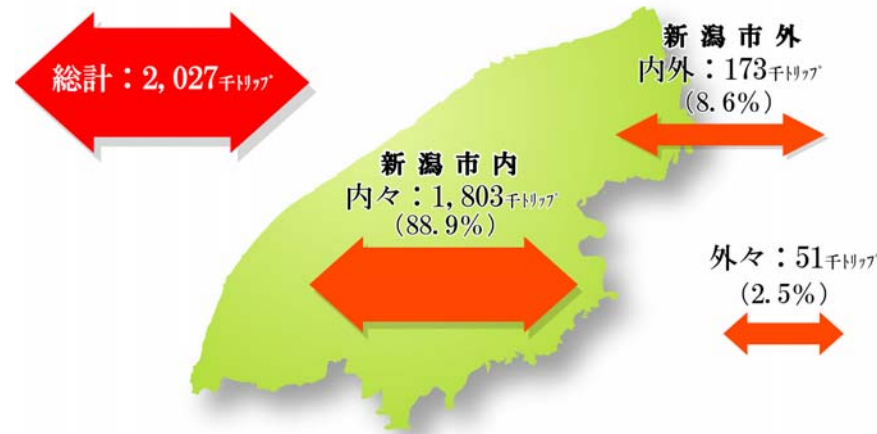 総計：2,027千トリップ
新潟市外
内外：173千トリップ
(8.6%)
新潟市内
内々：1,803千トリップ
(88.9%)
外々：51千トリップ
(2.5%)